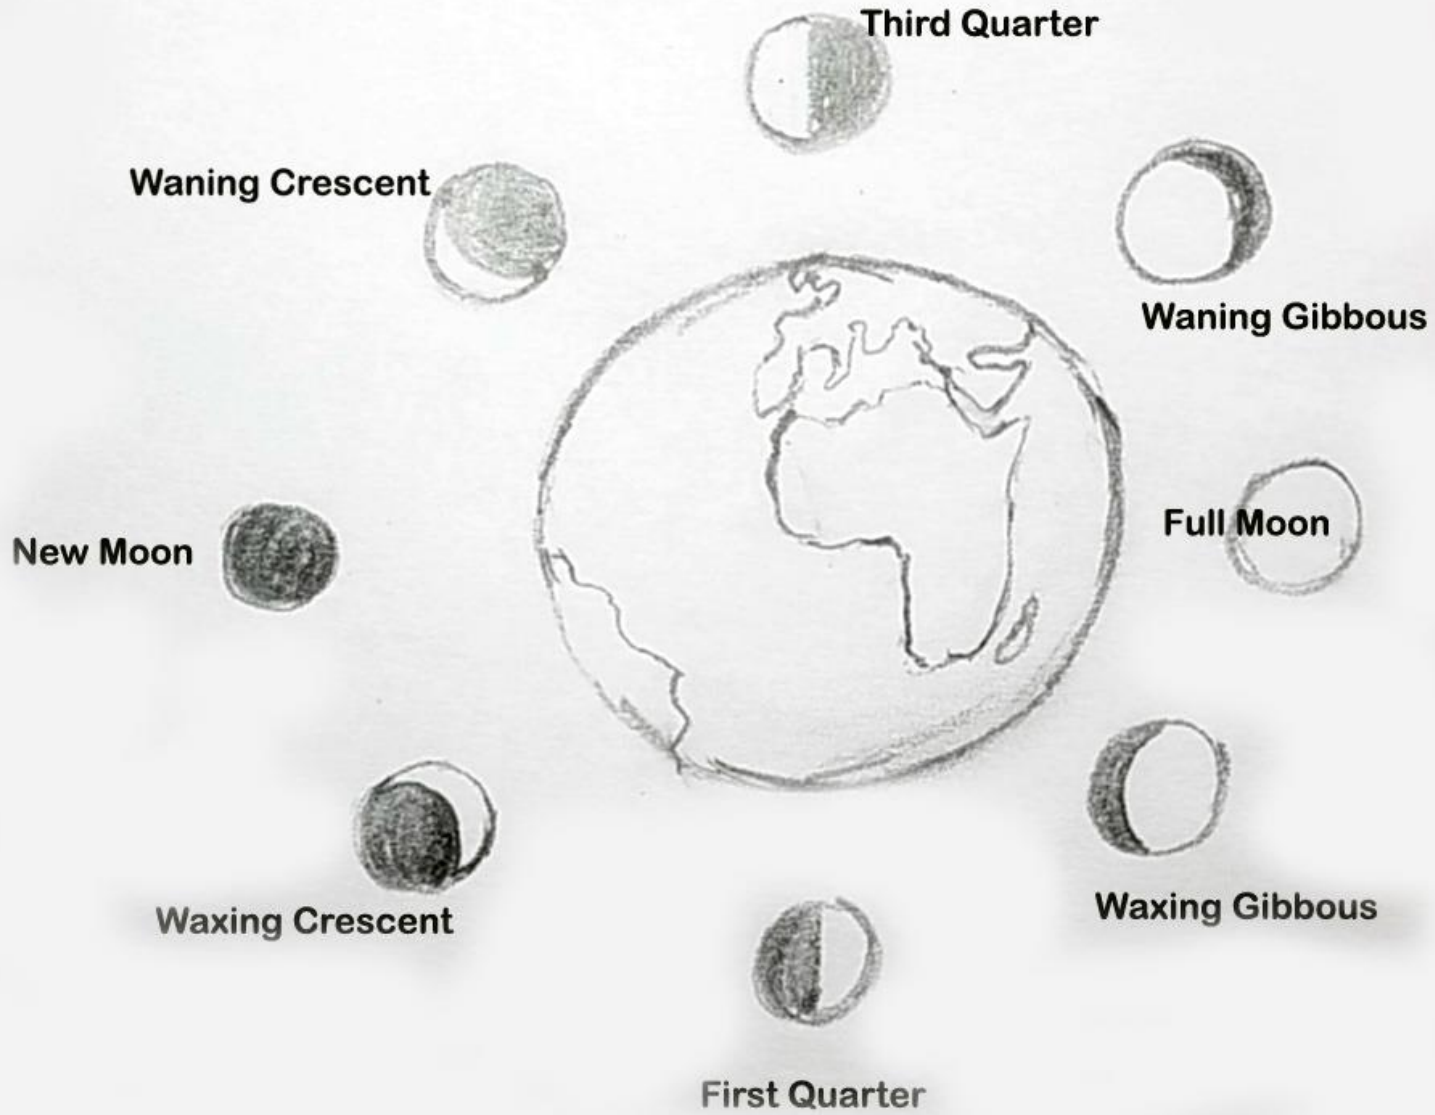 Third Quarter
Waning Crescent
Waning Gibbous
Full Moon
New Moon
Waxing Gibbous
Waxing Crescent
First Quarter